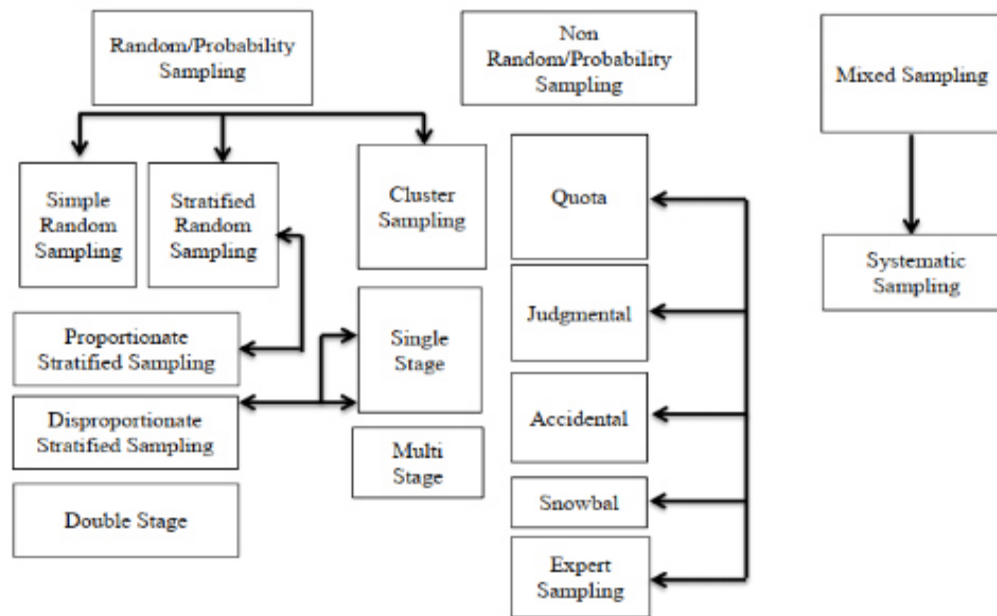 Random/Probability
Sampling
Non
Random/Probability
Sampling
Mixed Sampling
Simple
Random
Sampling
Stratified
Random
Sampling
Cluster
Sampling
Quota
Systematic
Sampling
Judgmental
Proportionate
Stratified Sampling
Single
Stage
Disproportionate
Stratified Sampling
Accidental
Multi
Stage
Double Stage
Snowbal
Expert
Sampling